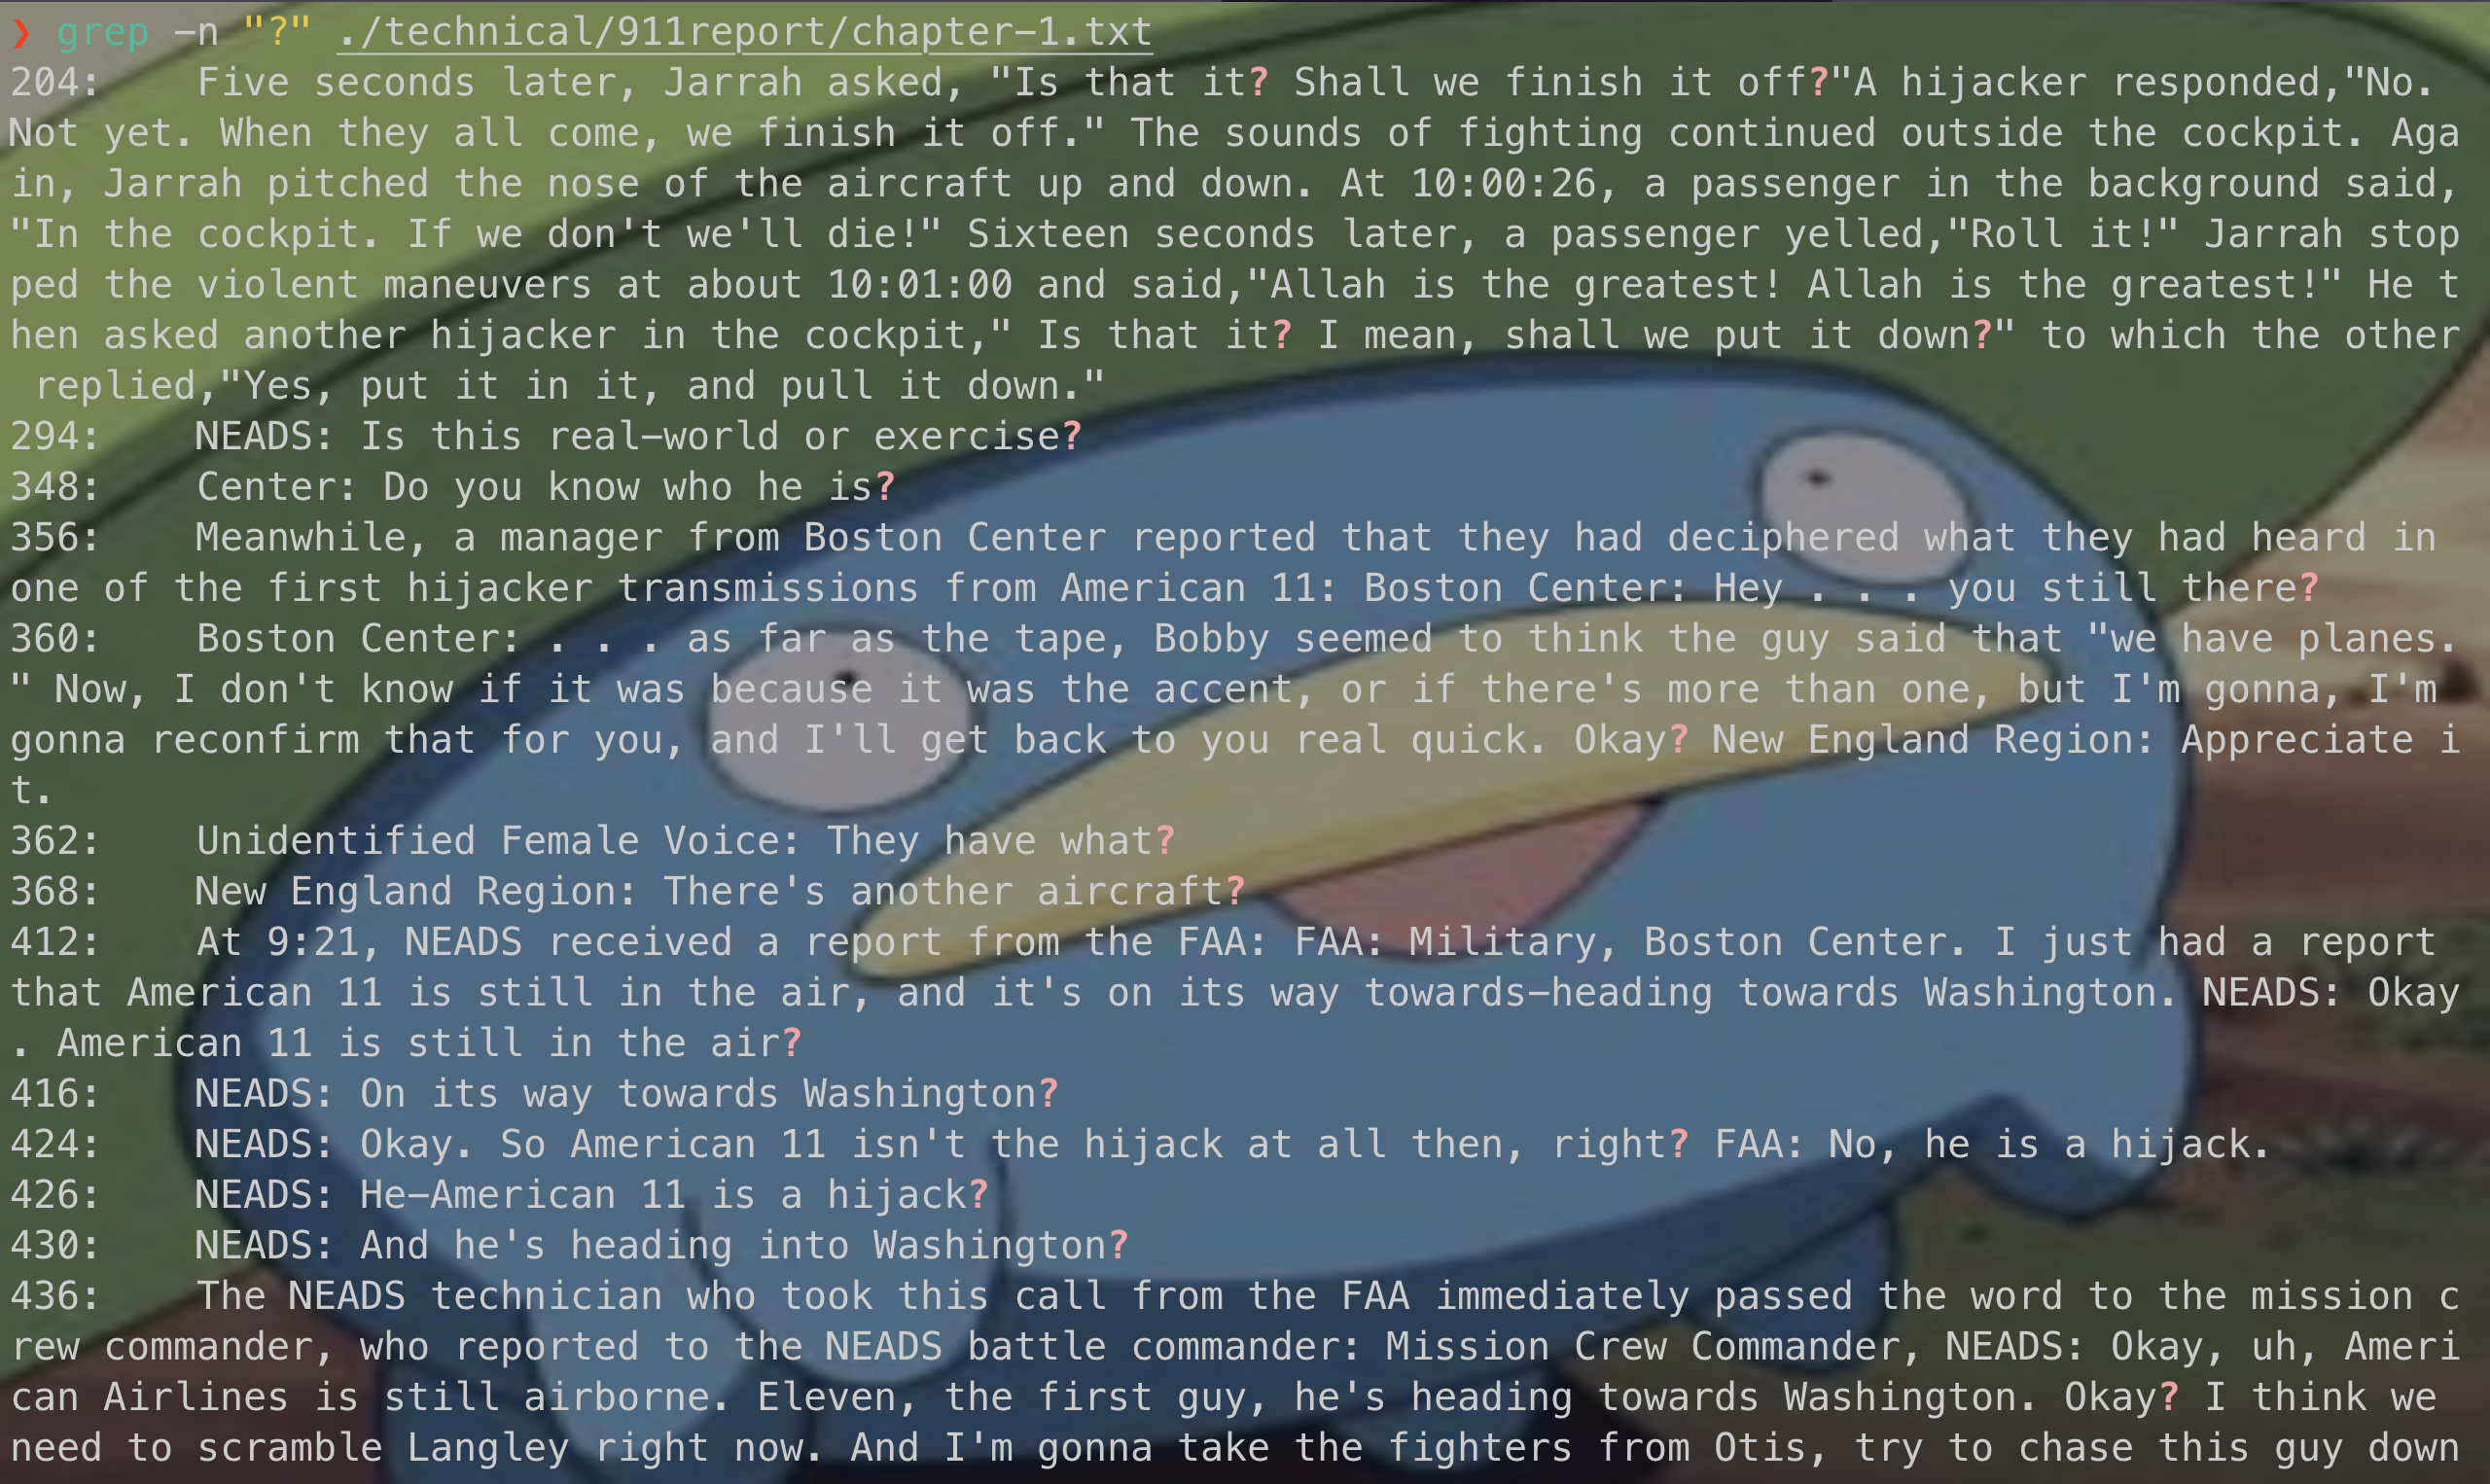 ❯ grep -n "?" ./technical/911report/chapter-1.txt
204:    Five seconds later, Jarrah asked, "Is that it? Shall we finish it off?"A hijacker responded,"No.
Not yet. When they all come, we finish it off." The sounds of fighting continued outside the cockpit. Aga
in, Jarrah pitched the nose of the aircraft up and down. At 10:00:26, a passenger in the background said,
"In the cockpit. If we don't we'll die!" Sixteen seconds later, a passenger yelled,"Roll it!" Jarrah stop
ped the violent maneuvers at about 10:01:00 and said,"Allah is the greatest! Allah is the greatest!" He t
hen asked another hijacker in the cockpit," Is that it? I mean, shall we put it down?" to which the other
 replied,"Yes, put it in it, and pull it down."
294:    NEADS: Is this real-world or exercise?
348:    Center: Do you know who he is?
356:    Meanwhile, a manager from Boston Center reported that they had deciphered what they had heard in
one of the first hijacker transmissions from American 11: Boston Center: Hey . . . you still there?
360:    Boston Center: . . . as far as the tape, Bobby seemed to think the guy said that "we have planes.
" Now, I don't know if it was because it was the accent, or if there's more than one, but I'm gonna, I'm
gonna reconfirm that for you, and I'll get back to you real quick. Okay? New England Region: Appreciate i
t.
362:    Unidentified Female Voice: They have what?
368:    New England Region: There's another aircraft?
412:    At 9:21, NEADS received a report from the FAA: FAA: Military, Boston Center. I just had a report
that American 11 is still in the air, and it's on its way towards-heading towards Washington. NEADS: Okay
. American 11 is still in the air?
416:    NEADS: On its way towards Washington?
424:    NEADS: Okay. So American 11 isn't the hijack at all then, right? FAA: No, he is a hijack.
426:    NEADS: He-American 11 is a hijack?
430:    NEADS: And he's heading into Washington?
436:    The NEADS technician who took this call from the FAA immediately passed the word to the mission c
rew commander, who reported to the NEADS battle commander: Mission Crew Commander, NEADS: Okay, uh, Ameri
can Airlines is still airborne. Eleven, the first guy, he's heading towards Washington. Okay? I think we
need to scramble Langley right now. And I'm gonna take the fighters from Otis, try to chase this guy down